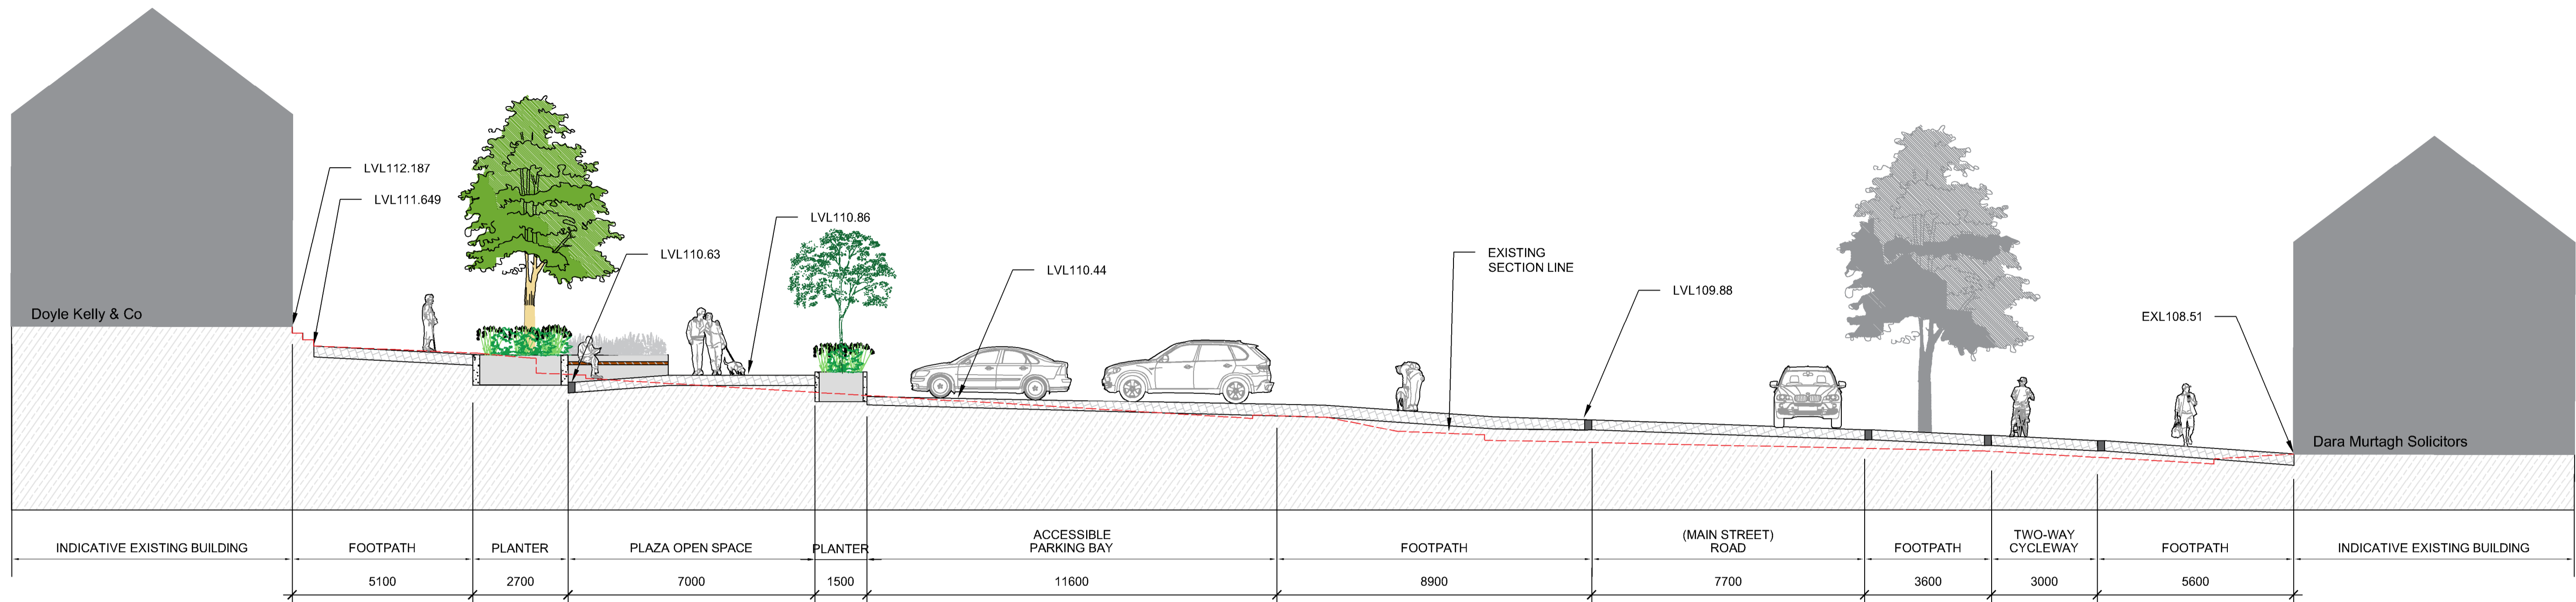 LVL112.187
LVL111.649
LVL110.63
LVL110.86
LVL110.44
EXISTING
SECTION LINE
LVL109.88
EXL108.51
Doyle Kelly & Co
Dara Murtagh Solicitors
INDICATIVE EXISTING BUILDING
FOOTPATH
PLANTER
PLAZA OPEN SPACE
PLANTER
ACCESSIBLE
PARKING BAY
FOOTPATH
(MAIN STREET)
ROAD
FOOTPATH
TWO-WAY
CYCLEWAY
FOOTPATH
INDICATIVE EXISTING BUILDING
5100
2700
7000
1500
11600
8900
7700
3600
3000
5600